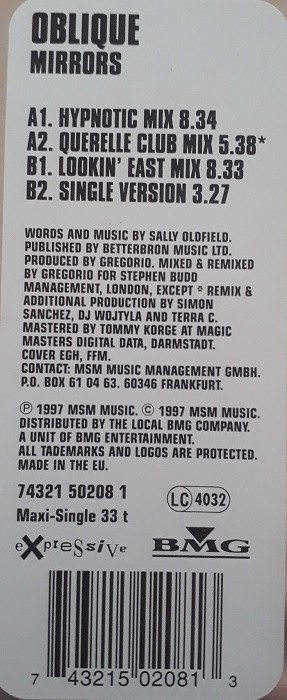 OBLIQUE
MIRRORS
A1. HYPNOTIC MIX 8.34
A2. QUERELLE CLUB MIX 5.38*
B1. LOOKIN' EAST MIX 8.33
B2. SINGLE VERSION 3.27
WORDS AND MUSIC BY SALLY OLDFIELD.
PUBLISHED BY BETTERBRON MUSIC LTD.
PRODUCED BY GREGORIO. MIXED & REMIXED
BY GREGORIO FOR STEPHEN BUDD
MANAGEMENT, LONDON, EXCEPT * REMIX &
ADDITIONAL PRODUCTION BY SIMON
SANCHEZ, DJ WOJTYLA AND TERRA C.
MASTERED BY TOMMY KORGE AT MAGIC
MASTERS DIGITAL DATA, DARMSTADT.
COVER EGH, FFM.
CONTACT: MSM MUSIC MANAGEMENT GMBH.
P.O. BOX 61 04 63. 60346 FRANKFURT.
℗ 1997 MSM MUSIC. © 1997 MSM MUSIC.
DISTRIBUTED BY THE LOCAL BMG COMPANY.
A UNIT OF BMG ENTERTAINMENT.
ALL TADEMARKS AND LOGOS ARE PROTECTED.
MADE IN THE EU.
74321 50208 1 LC 4032
Maxi-Single 33 t
eXpreSsiVe BMG
7 43215 02081 3